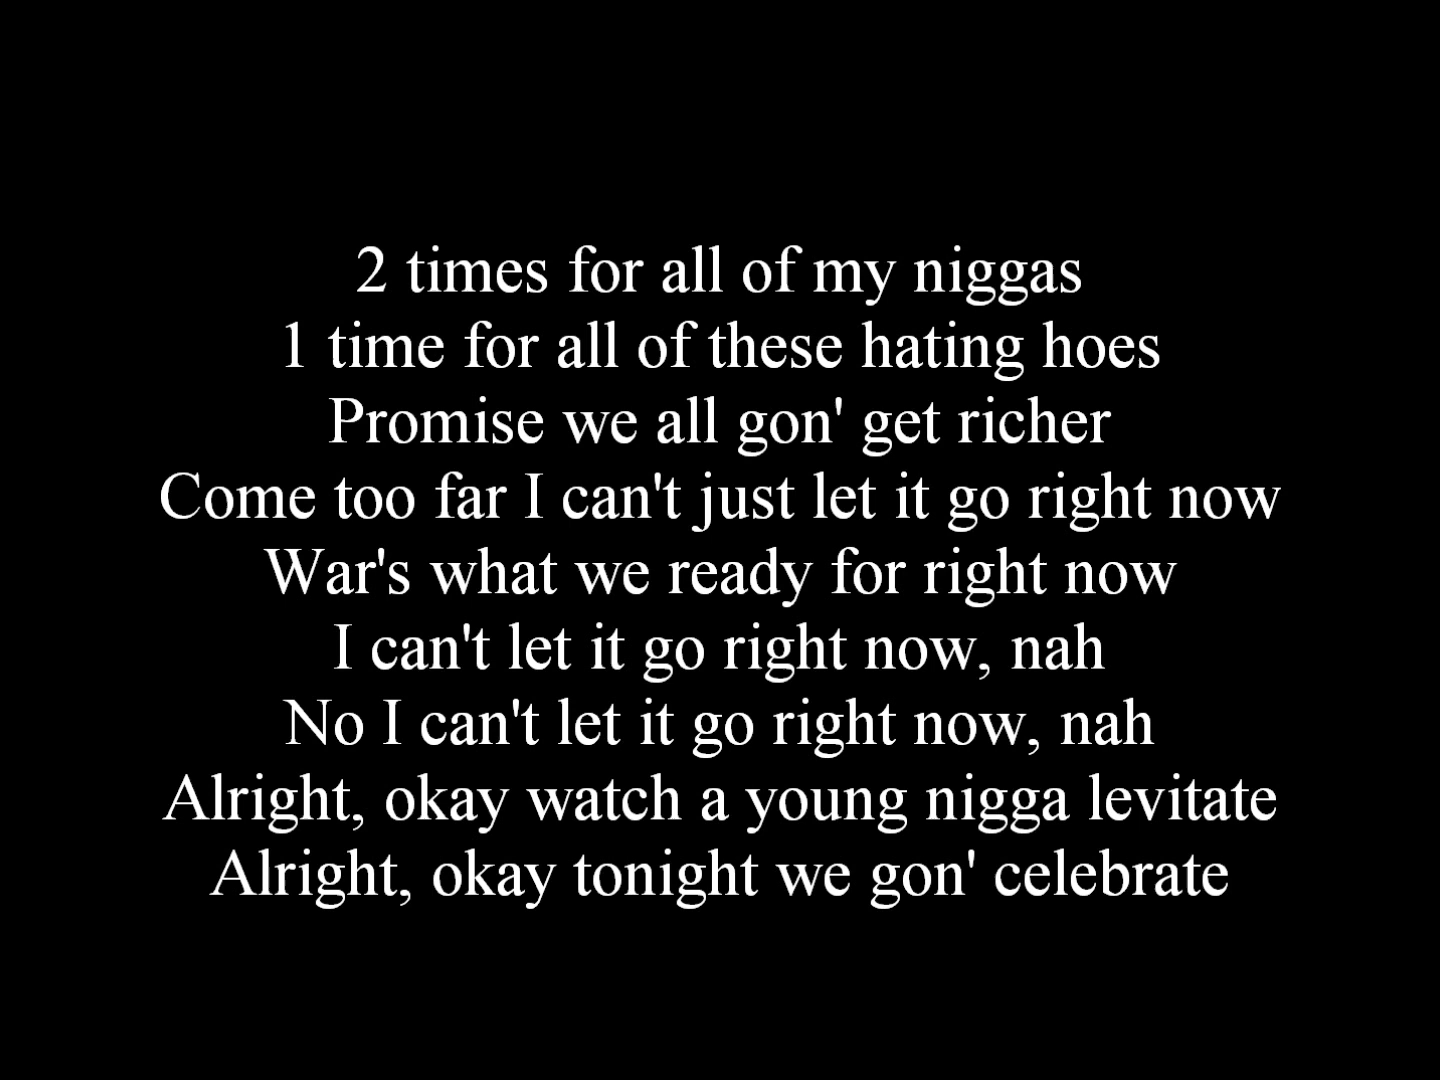 2 times for all of my niggas
1 time for all of these hating hoes
Promise we all gon' get richer
Come too far I can't just let it go right now
War's what we ready for right now
I can't let it go right now, nah
No I can't let it go right now, nah
Alright, okay watch a young nigga levitate
Alright, okay tonight we gon' celebrate